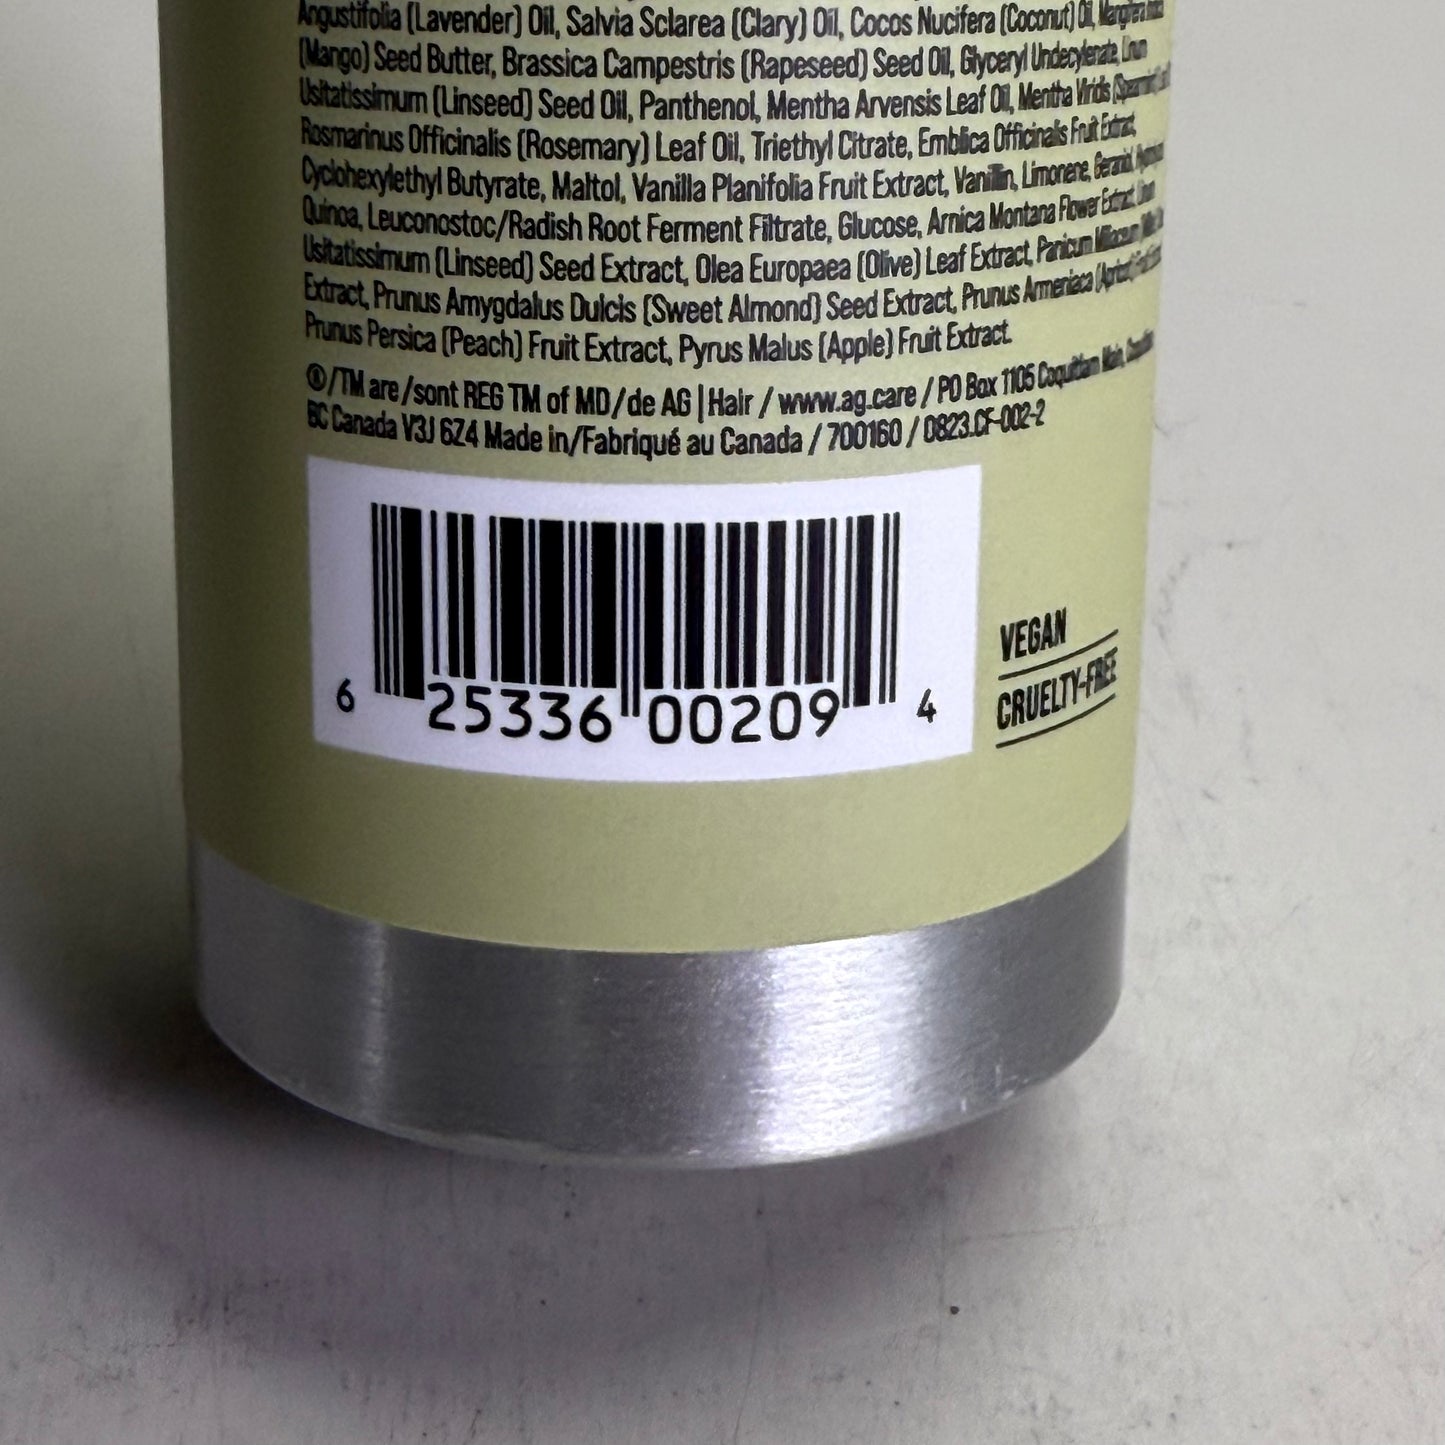 Angustifolia (Lavender) Oil, Salvia Sclarea (Clary) Oil, Cocos Nucifera (Coconut) Oil, Mangifera Indica
(Mango) Seed Butter, Brassica Campestris (Rapeseed) Seed Oil, Glyceryl Undecylenate, Linum
Usitatissimum (Linseed) Seed Oil, Panthenol, Mentha Arvensis Leaf Oil, Mentha Viridis (Spearmint)
Rosmarinus Officinalis (Rosemary) Leaf Oil, Triethyl Citrate, Emblica Officinalis Fruit Extract,
Cyclohexylethyl Butyrate, Maltol, Vanilla Planifolia Fruit Extract, Vanillin, Limonene, Geraniol,
Quinoa, Leuconostoc/Radish Root Ferment Filtrate, Glucose, Arnica Montana Flower Extract, Linum
Usitatissimum (Linseed) Seed Extract, Olea Europaea (Olive) Leaf Extract, Panicum Miliaceum
Extract, Prunus Amygdalus Dulcis (Sweet Almond) Seed Extract, Prunus Armeniaca (Apricot)
Prunus Persica (Peach) Fruit Extract, Pyrus Malus (Apple) Fruit Extract.
®/TM are/sont REG TM of MD/de AG | Hair / www.ag.care / PO Box 1105 Coquitlam Main, Coquitlam
BC Canada V3J 6Z4 Made in/Fabriqué au Canada / 700160 / 0823.CF-002-2
6 25336 00209 4
VEGAN
CRUELTY-FREE